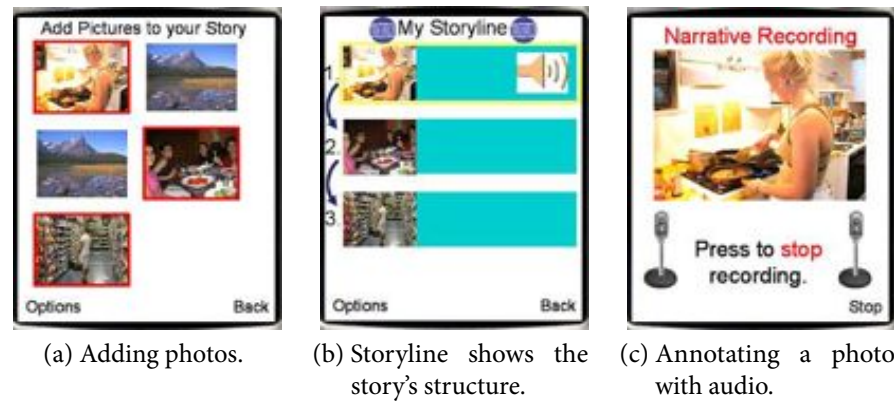 Add Pictures to your Story
Options Back
(a) Adding photos.
My Storyline
1.
2.
3.
Options Back
(b) Storyline shows the
story's structure.
Narrative Recording
Press to stop
recording.
Stop
(c) Annotating a photo
with audio.